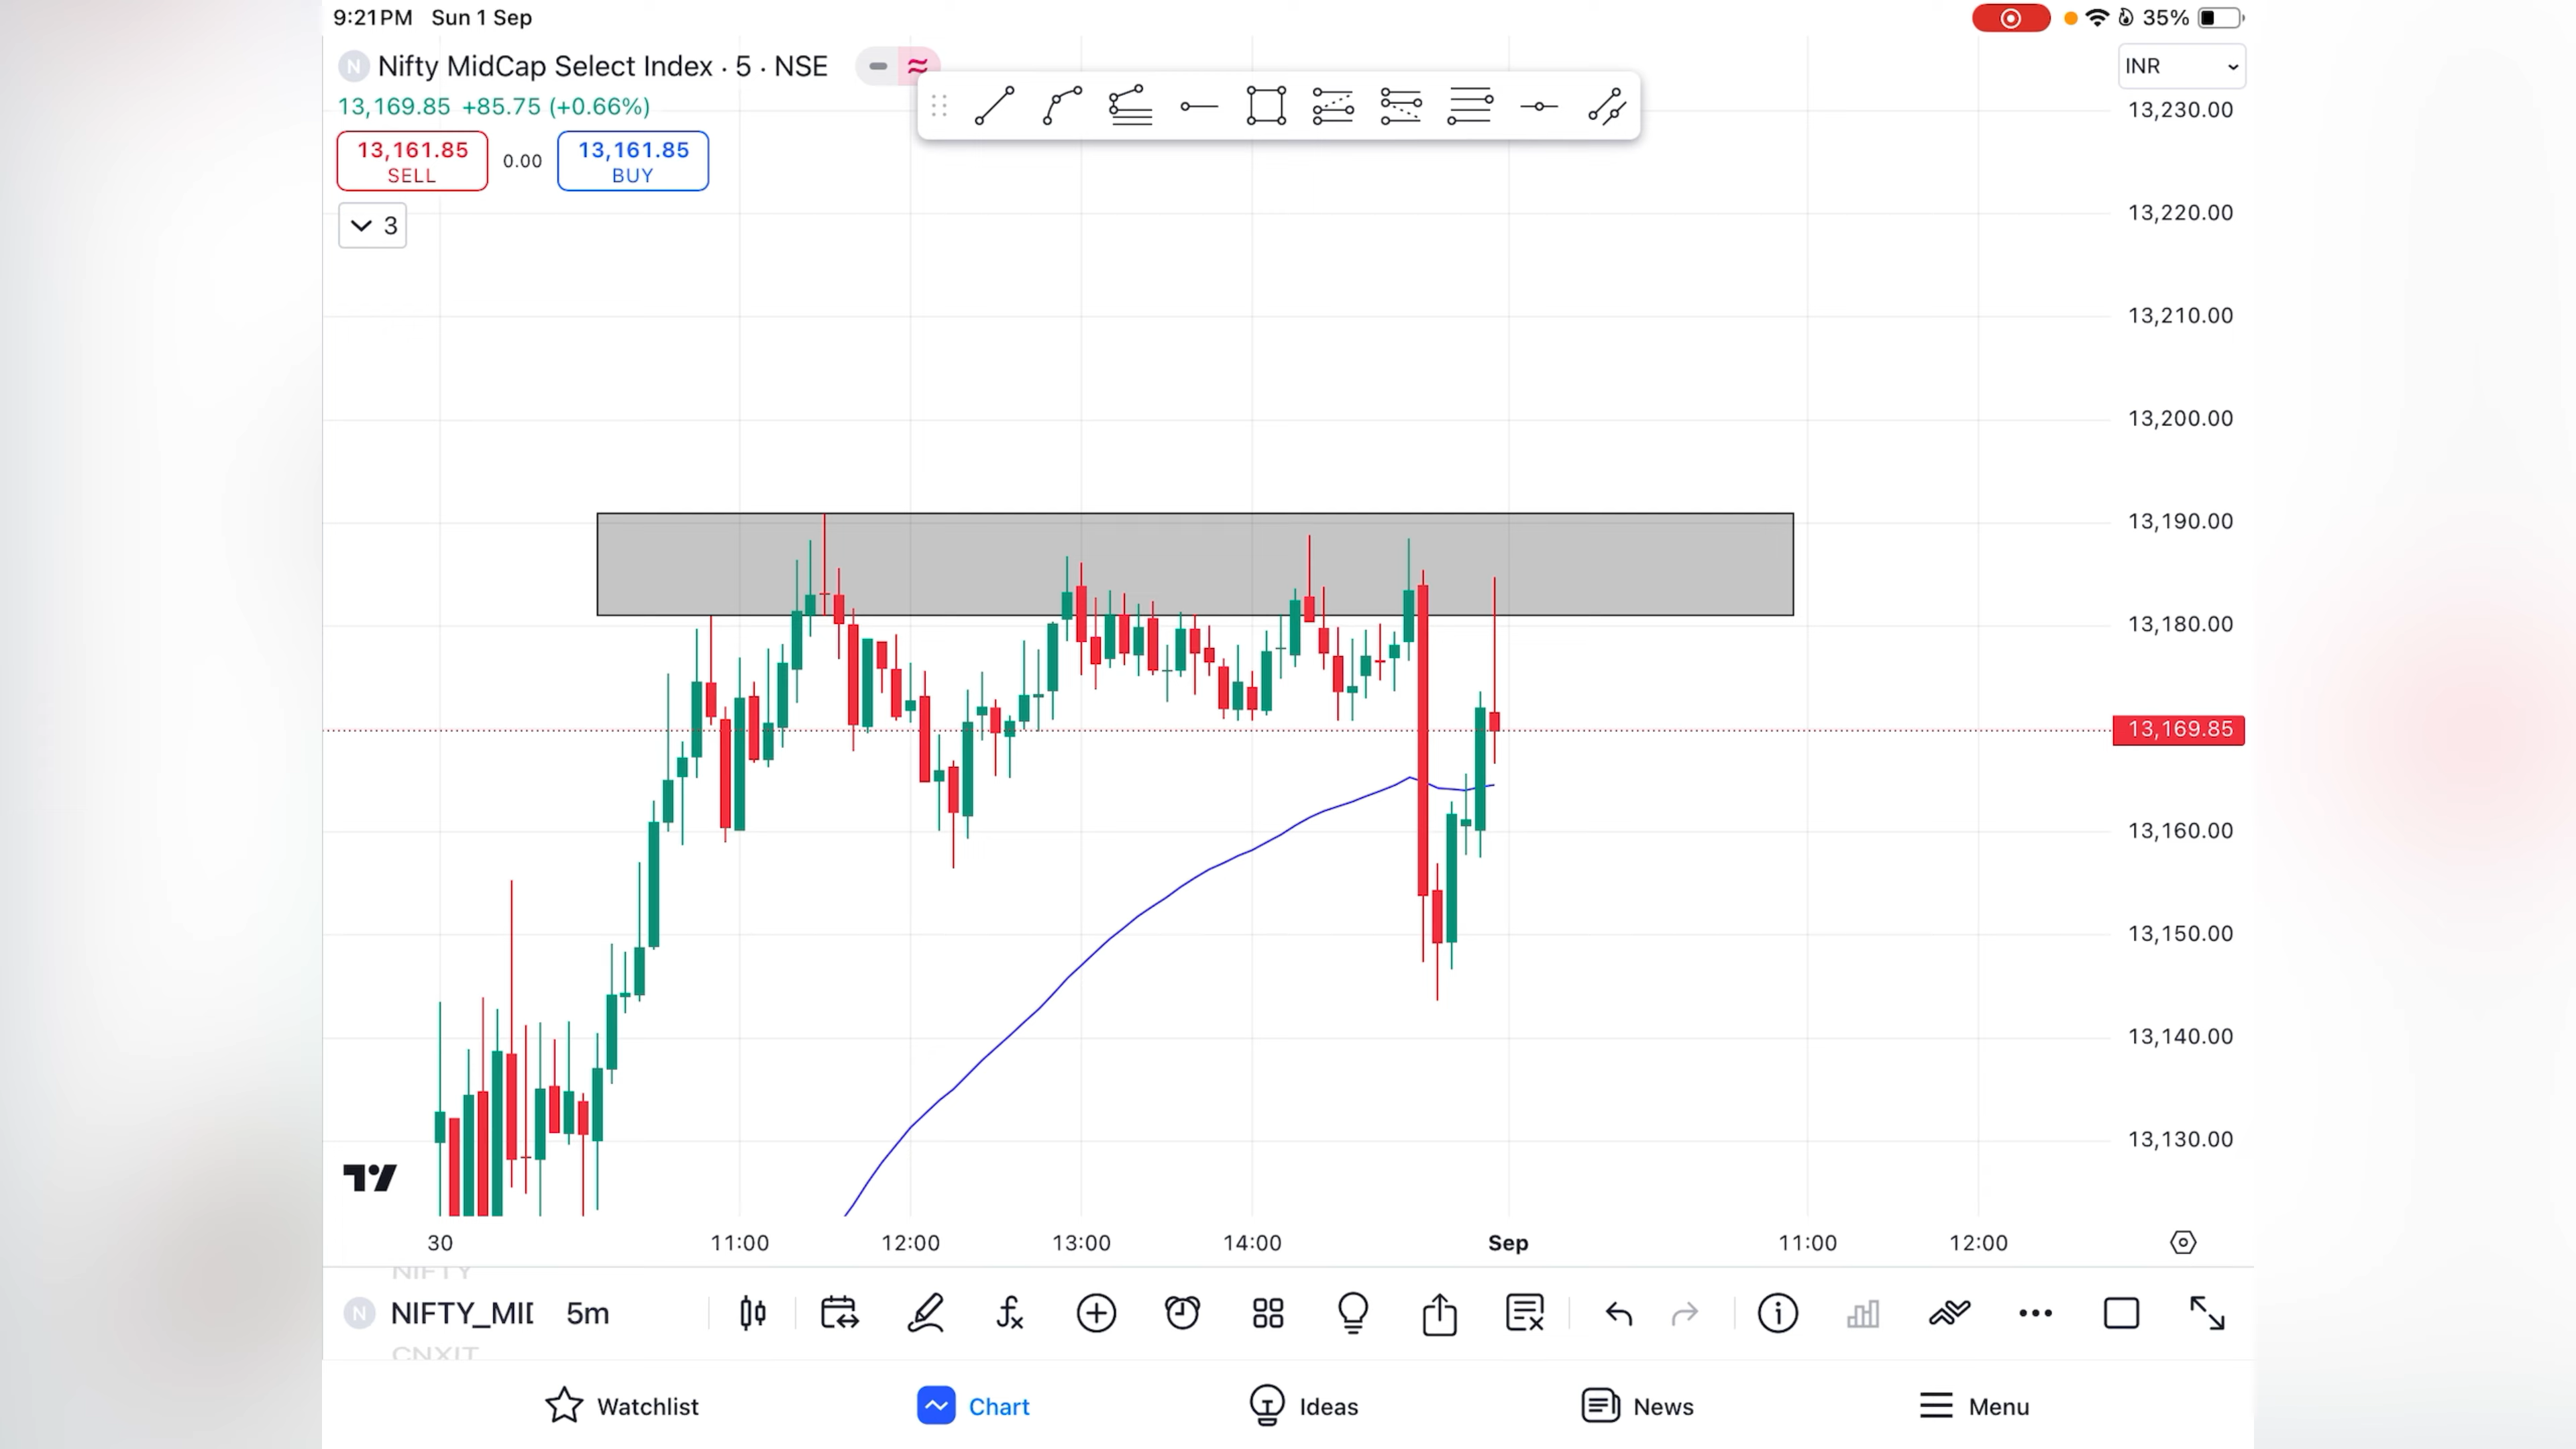 9:21PM Sun 1 Sep
35%
Nifty MidCap Select Index · 5 · NSE
INR
13,169.85 +85.75 (+0.66%)
13,161.85
SELL
0.00
13,161.85
BUY
3
13,230.00
13,220.00
13,210.00
13,200.00
13,190.00
13,180.00
13,169.85
13,160.00
13,150.00
13,140.00
13,130.00
30 11:00 12:00 13:00 14:00 Sep 11:00 12:00
NIFTY
N NIFTY_MID 5m
CNXIT
Watchlist Chart Ideas News Menu